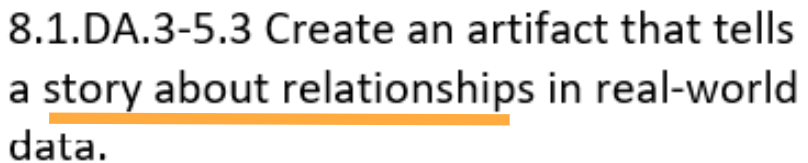 8.1.DA.3-5.3 Create an artifact that tells
a story about relationships in real-world
data.